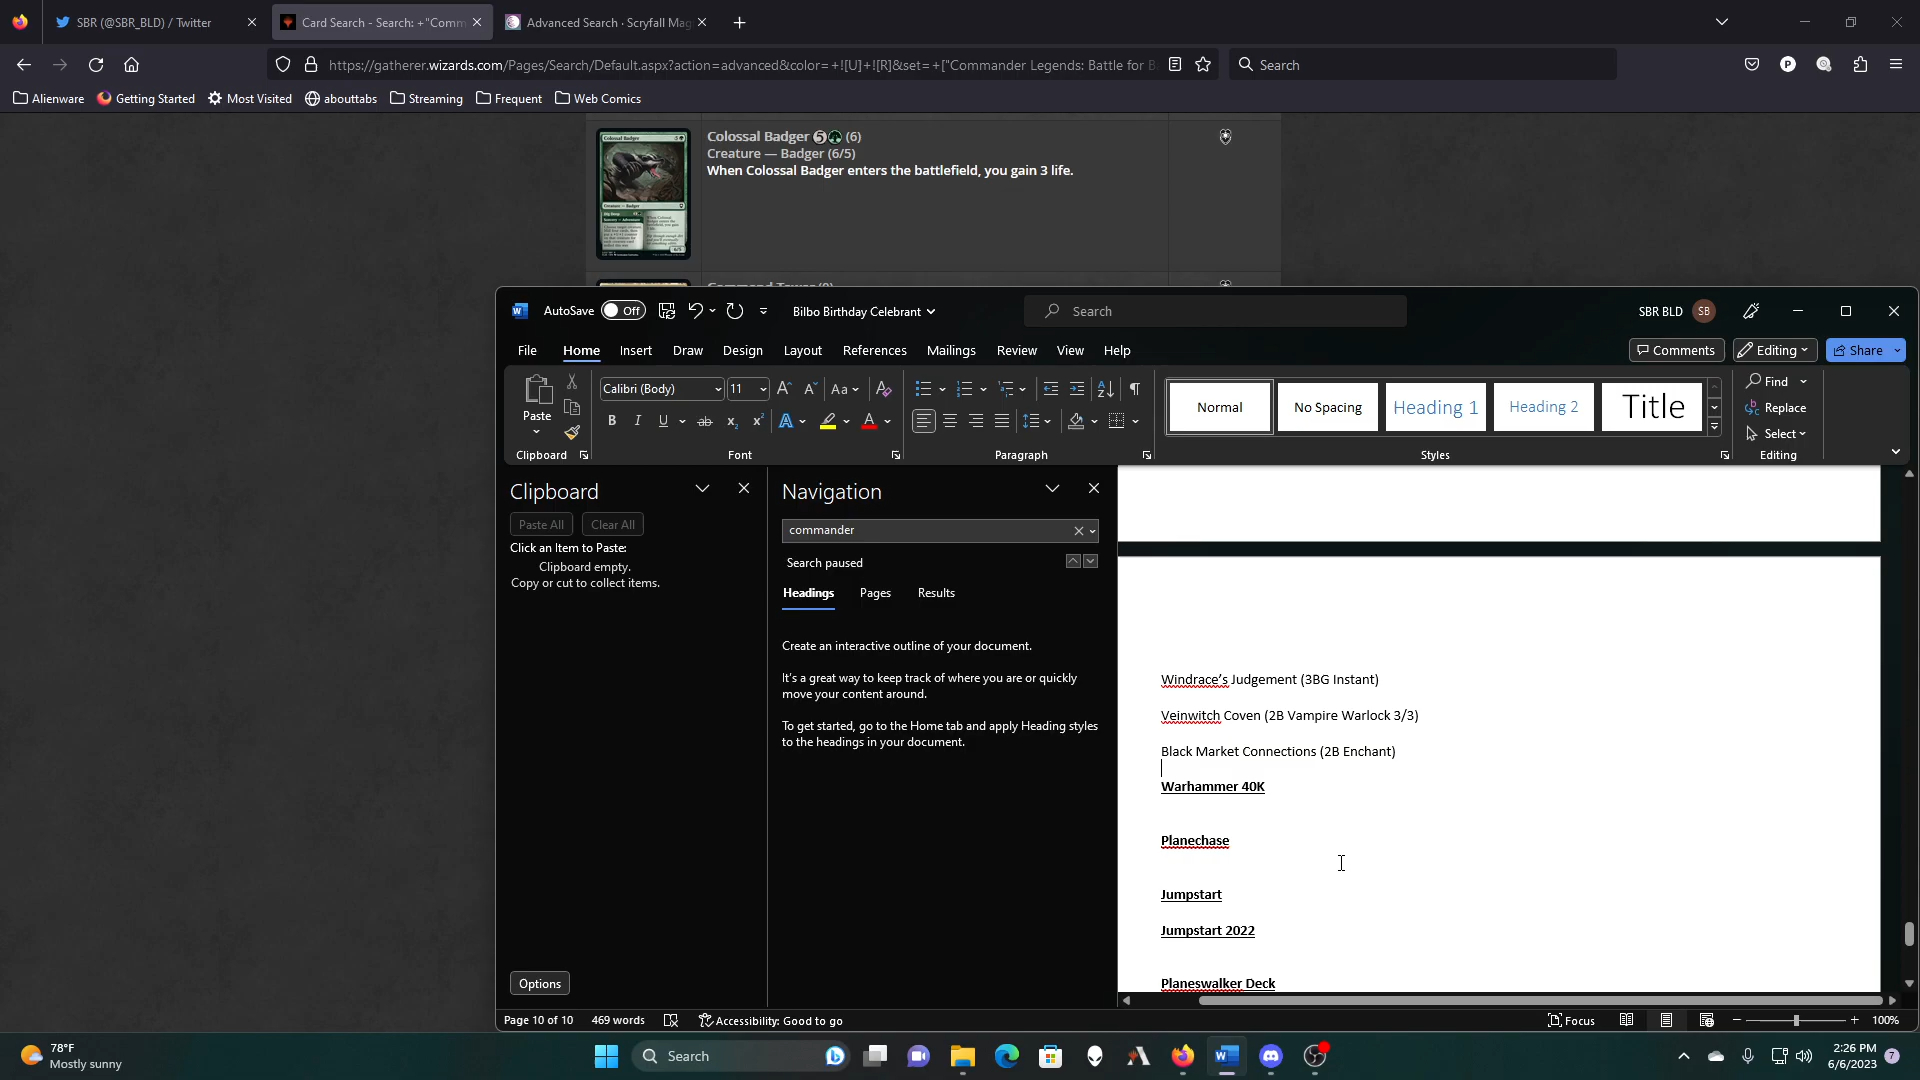 SBR (@SBR_BLD) / Twitter
Card Search - Search: +"Comm
Advanced Search · Scryfall Mag
https://gatherer.wizards.com/Pages/Search/Default.aspx?action=advanced&color=+![U]+![R]&set=+["Commander Legends: Battle for B
Search
Alienware
Getting Started
Most Visited
abouttabs
Streaming
Frequent
Web Comics
Colossal Badger 5 (6)
Creature — Badger (6/5)
When Colossal Badger enters the battlefield, you gain 3 life.
AutoSave Off
Bilbo Birthday Celebrant
Search
SBR BLD SB
File Home Insert Draw Design Layout References Mailings Review View Help
Comments Editing Share
Paste
Calibri (Body) 11
Normal
No Spacing
Heading 1
Heading 2
Title
Find
Replace
Select
Clipboard Font Paragraph Styles Editing
Clipboard
Paste All Clear All
Click an Item to Paste:
Clipboard empty.
Copy or cut to collect items.
Options
Navigation
commander
Search paused
Headings Pages Results
Create an interactive outline of your document.
It's a great way to keep track of where you are or quickly
move your content around.
To get started, go to the Home tab and apply Heading styles
to the headings in your document.
Windrace's Judgement (3BG Instant)
Veinwitch Coven (2B Vampire Warlock 3/3)
Black Market Connections (2B Enchant)
Warhammer 40K
Planechase
Jumpstart
Jumpstart 2022
Planeswalker Deck
Page 10 of 10 469 words Accessibility: Good to go
Focus 100%
78°F
Mostly sunny
Search
2:26 PM
6/6/2023
7